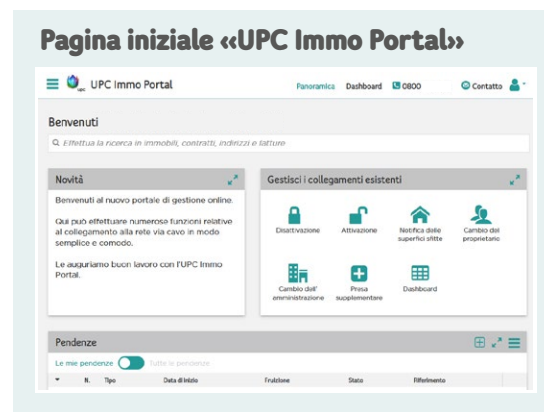 Pagina iniziale «UPC Immo Portal»
upc UPC Immo Portal Panoramica Dashboard 0800 Contatto
Benvenuti
Effettua la ricerca in immobili, contratti, indirizzi e fatture
Novità
Benvenuti al nuovo portale di gestione online.
Qui può effettuare numerose funzioni relative
al collegamento alla rete via cavo in modo
semplice e comodo.
Le auguriamo buon lavoro con l'UPC Immo
Portal.
Gestisci i collegamenti esistenti
Disattivazione Attivazione Notifica delle Cambio del
superfici sfitte proprietario
Cambio dell' Presa Dashboard
amministrazione supplementare
Pendenze
Le mie pendenze Tutte le pendenze
N. Tipo Data di inizio Fruizione Stato Riferimento